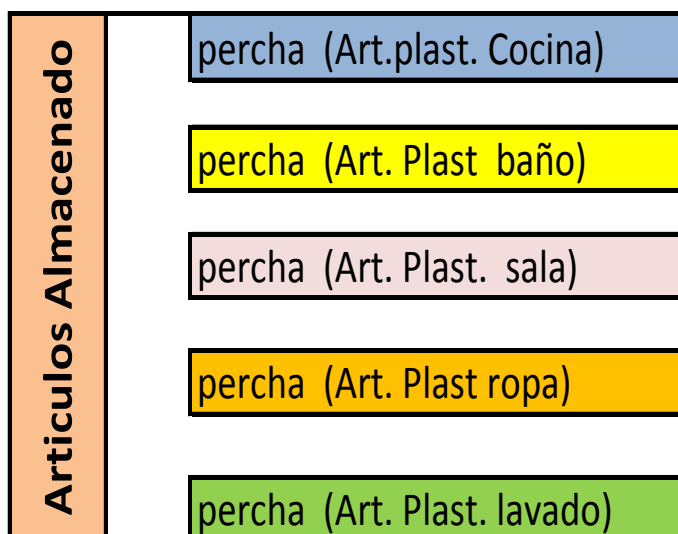 Articulos Almacenado
percha (Art.plast. Cocina)
percha (Art. Plast baño)
percha (Art. Plast. sala)
percha (Art. Plast ropa)
percha (Art. Plast. lavado)